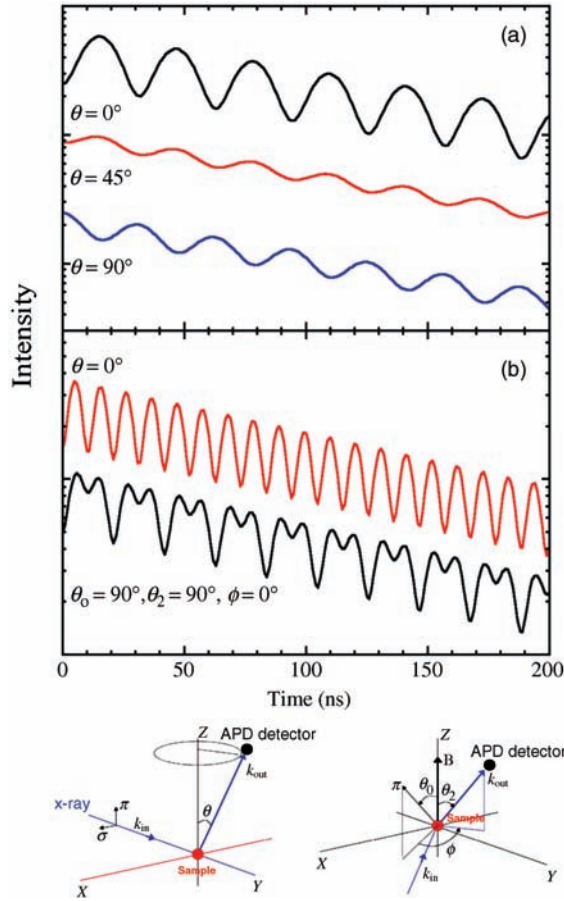 (a)
θ = 0°
θ = 45°
θ = 90°
Intensity
θ = 0°
(b)
θ₀ = 90°, θ₂ = 90°, ϕ = 0°
0 50 100 150 200
Time (ns)
Z
APD detector
k_out
x-ray
π
σ
k_in
θ
Sample
X
Y
Z
B
APD detector
k_out
π
θ₀
θ₂
Sample
ϕ
k_in
X
Y